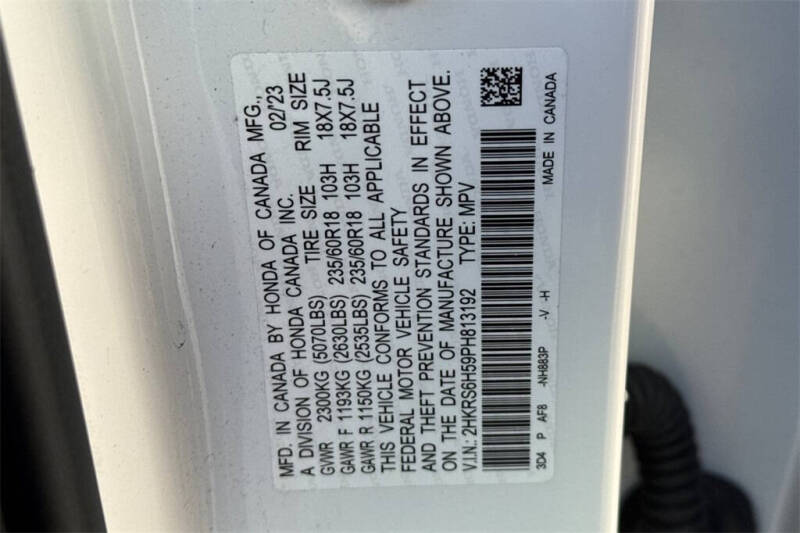 MFD. IN CANADA BY HONDA OF CANADA MFG.,
A DIVISION OF HONDA CANADA INC. 02/'23
TIRE SIZE RIM SIZE
GVWR 2300KG (5070LBS)
GAWR F 1193KG (2630LBS) 235/60R18 103H 18X7.5J
GAWR R 1150KG (2535LBS) 235/60R18 103H 18X7.5J
THIS VEHICLE CONFORMS TO ALL APPLICABLE
FEDERAL MOTOR VEHICLE SAFETY
AND THEFT PREVENTION STANDARDS IN EFFECT
ON THE DATE OF MANUFACTURE SHOWN ABOVE.
V.I.N.: 2HKRS6H59PH813192 TYPE: MPV
3D4 P AF8 -NH883P -V -H MADE IN CANADA